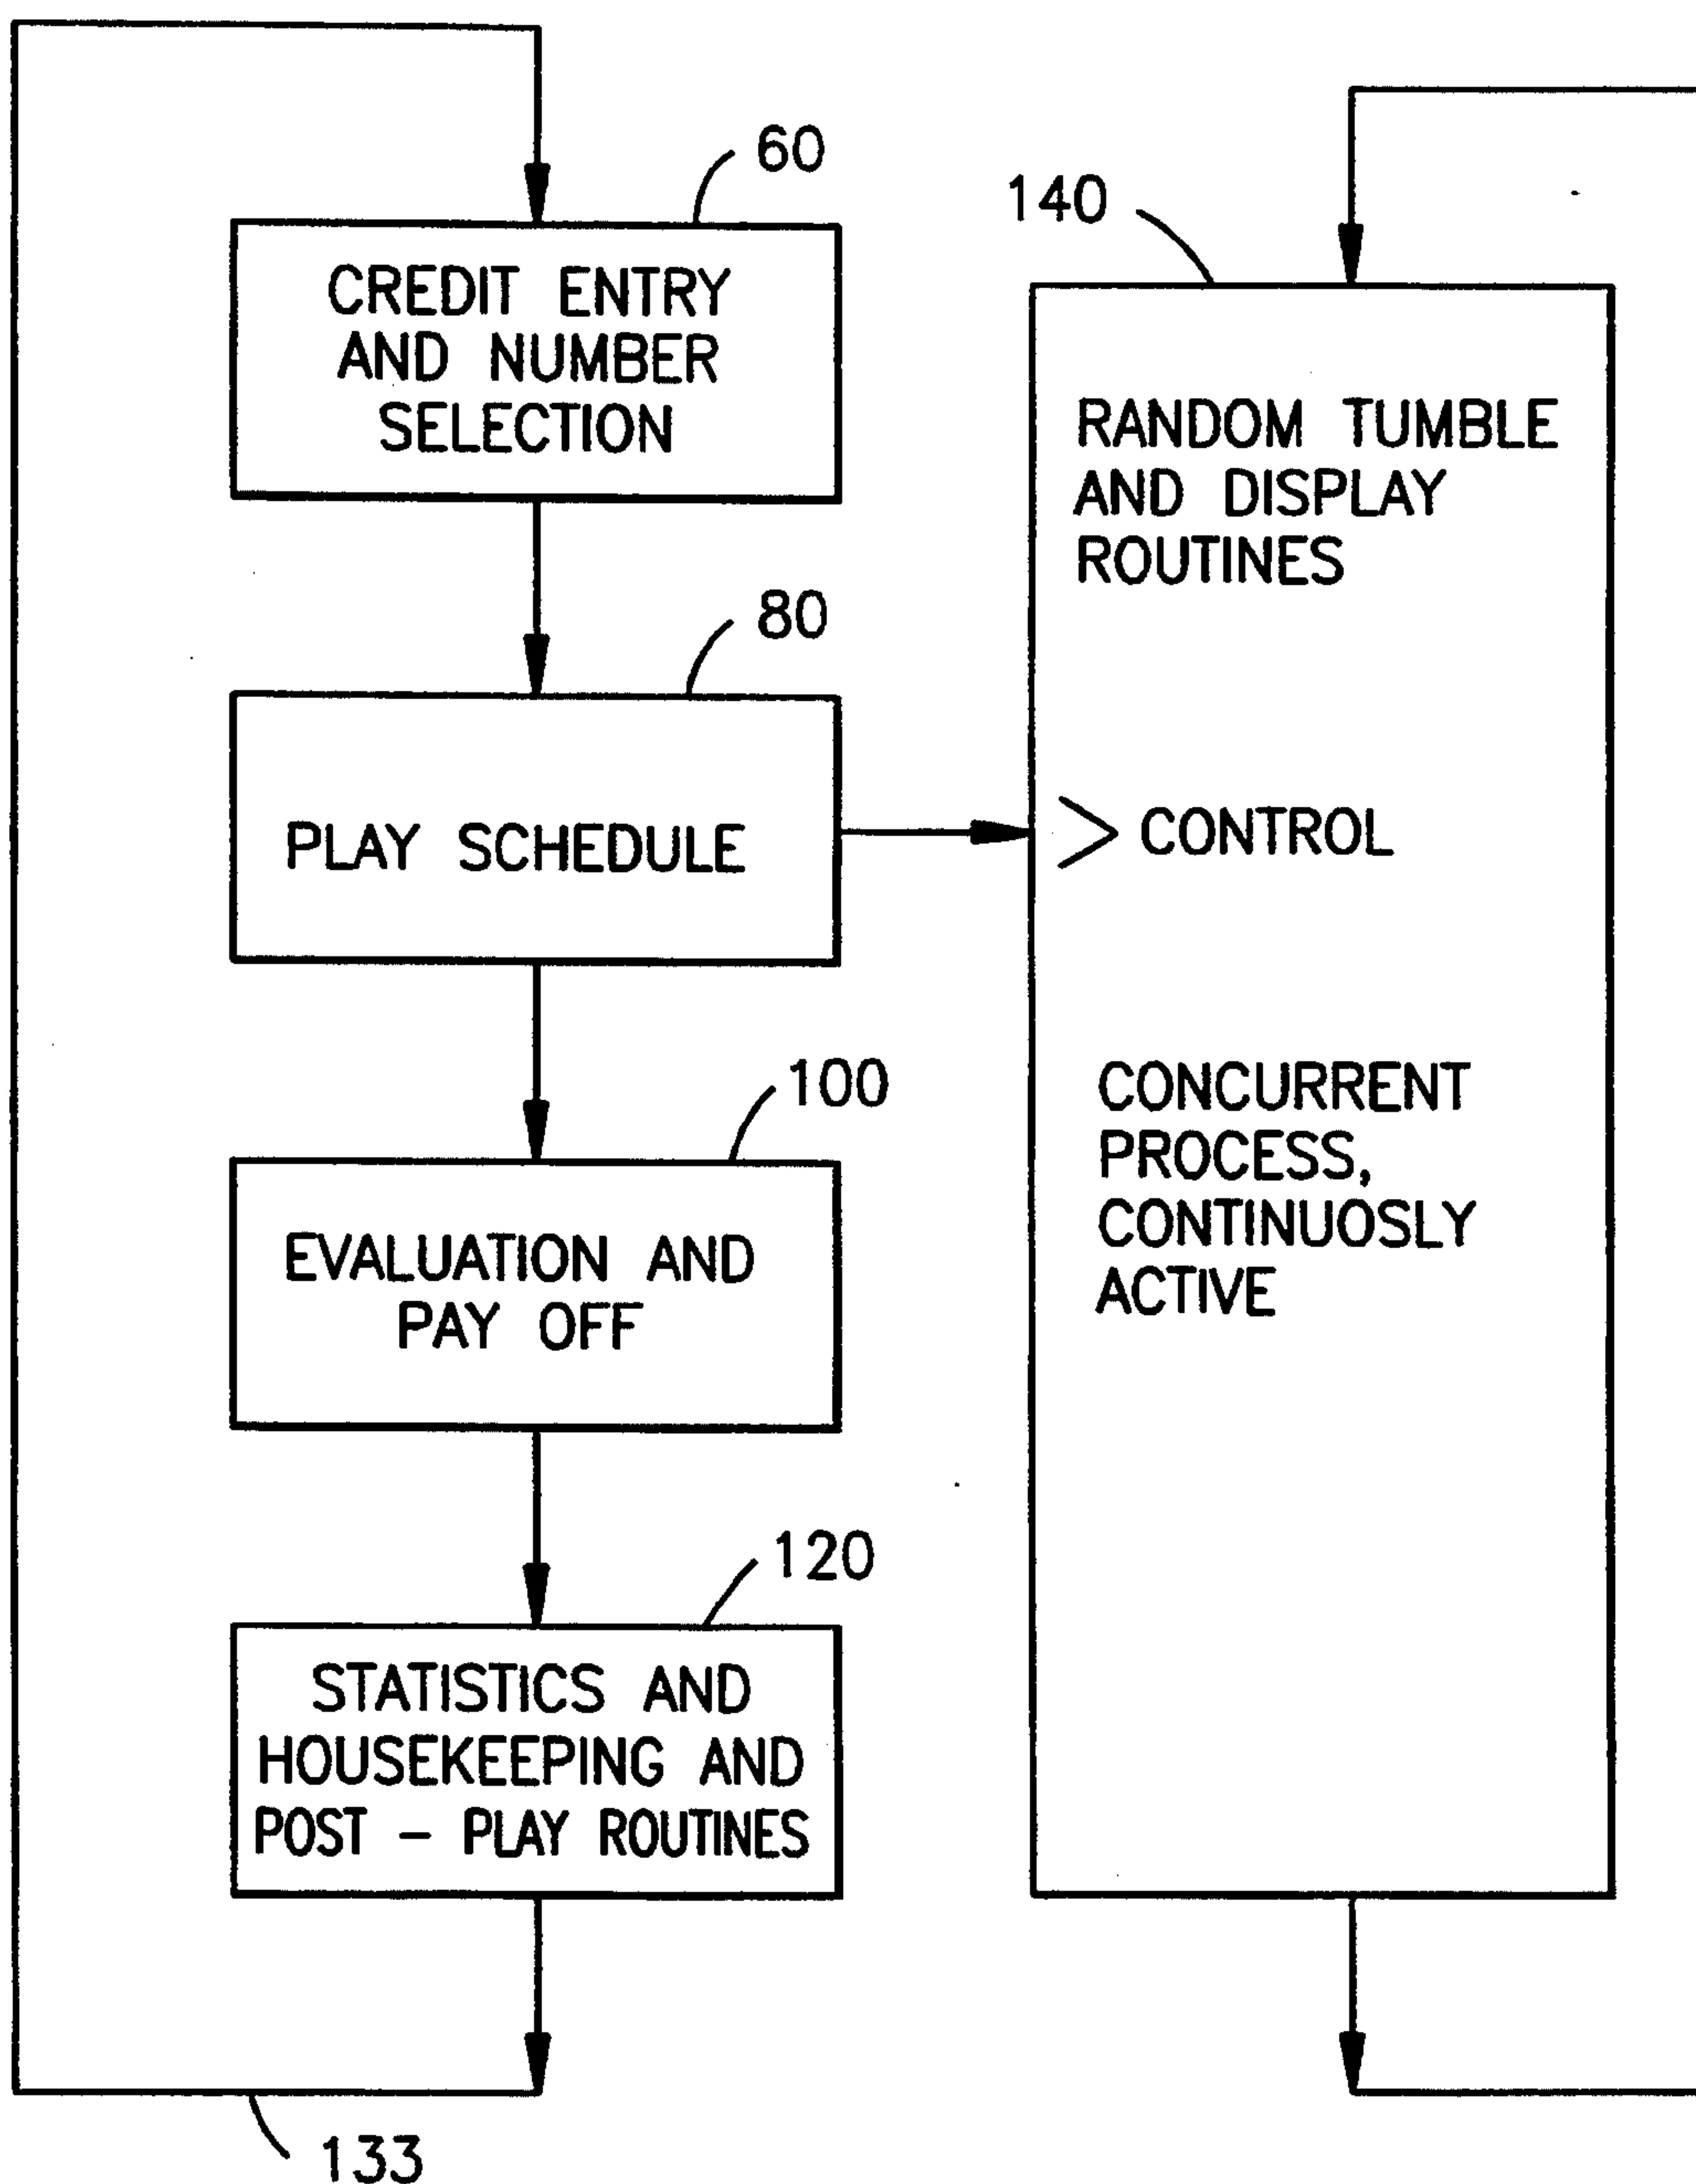 60
CREDIT ENTRY
AND NUMBER
SELECTION
80
PLAY SCHEDULE
100
EVALUATION AND
PAY OFF
120
STATISTICS AND
HOUSEKEEPING AND
POST – PLAY ROUTINES
133
140
RANDOM TUMBLE
AND DISPLAY
ROUTINES
> CONTROL
CONCURRENT
PROCESS,
CONTINUOSLY
ACTIVE